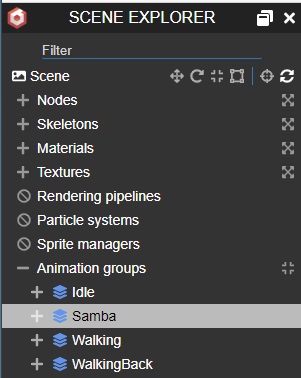 SCENE EXPLORER
Filter
Scene
Nodes
Skeletons
Materials
Textures
Rendering pipelines
Particle systems
Sprite managers
Animation groups
Idle
Samba
Walking
WalkingBack